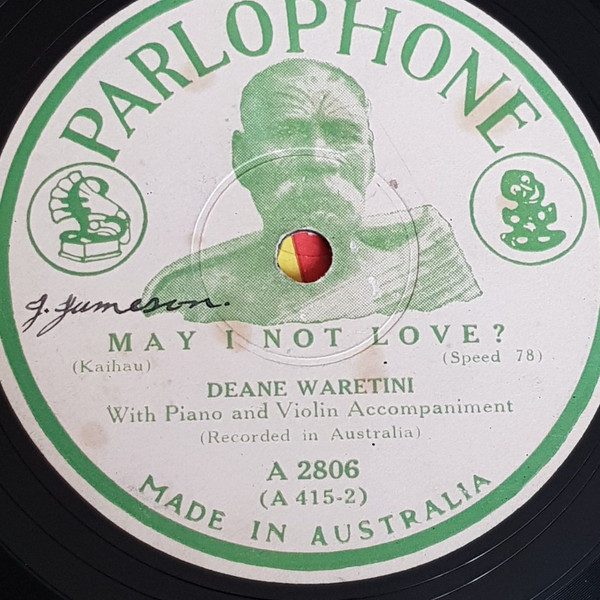 PARLOPHONE
J. Jameson.
MAY I NOT LOVE?
(Kaihau)
(Speed 78)
DEANE WARETINI
With Piano and Violin Accompaniment
(Recorded in Australia)
A 2806
(A 415-2)
MADE IN AUSTRALIA